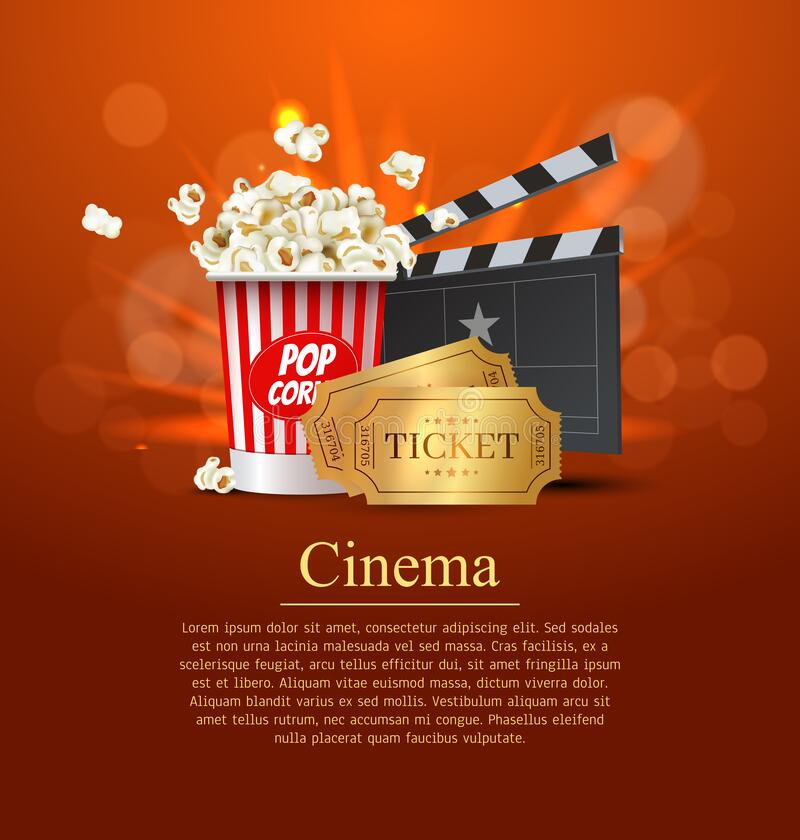 POP
CORN
316704
04
316705
TICKET
316705
Cinema
Lorem ipsum dolor sit amet, consectetur adipiscing elit. Sed sodales
est non urna lacinia malesuada vel sed massa. Cras facilisis, ex a
scelerisque feugiat, arcu tellus efficitur dui, sit amet fringilla ipsum
est et libero. Aliquam vitae euismod massa, dictum viverra dolor.
Aliquam blandit varius ex sed mollis. Vestibulum aliquam arcu sit
amet tellus rutrum, nec accumsan mi congue. Phasellus eleifend
nulla placerat quam faucibus vulputate.